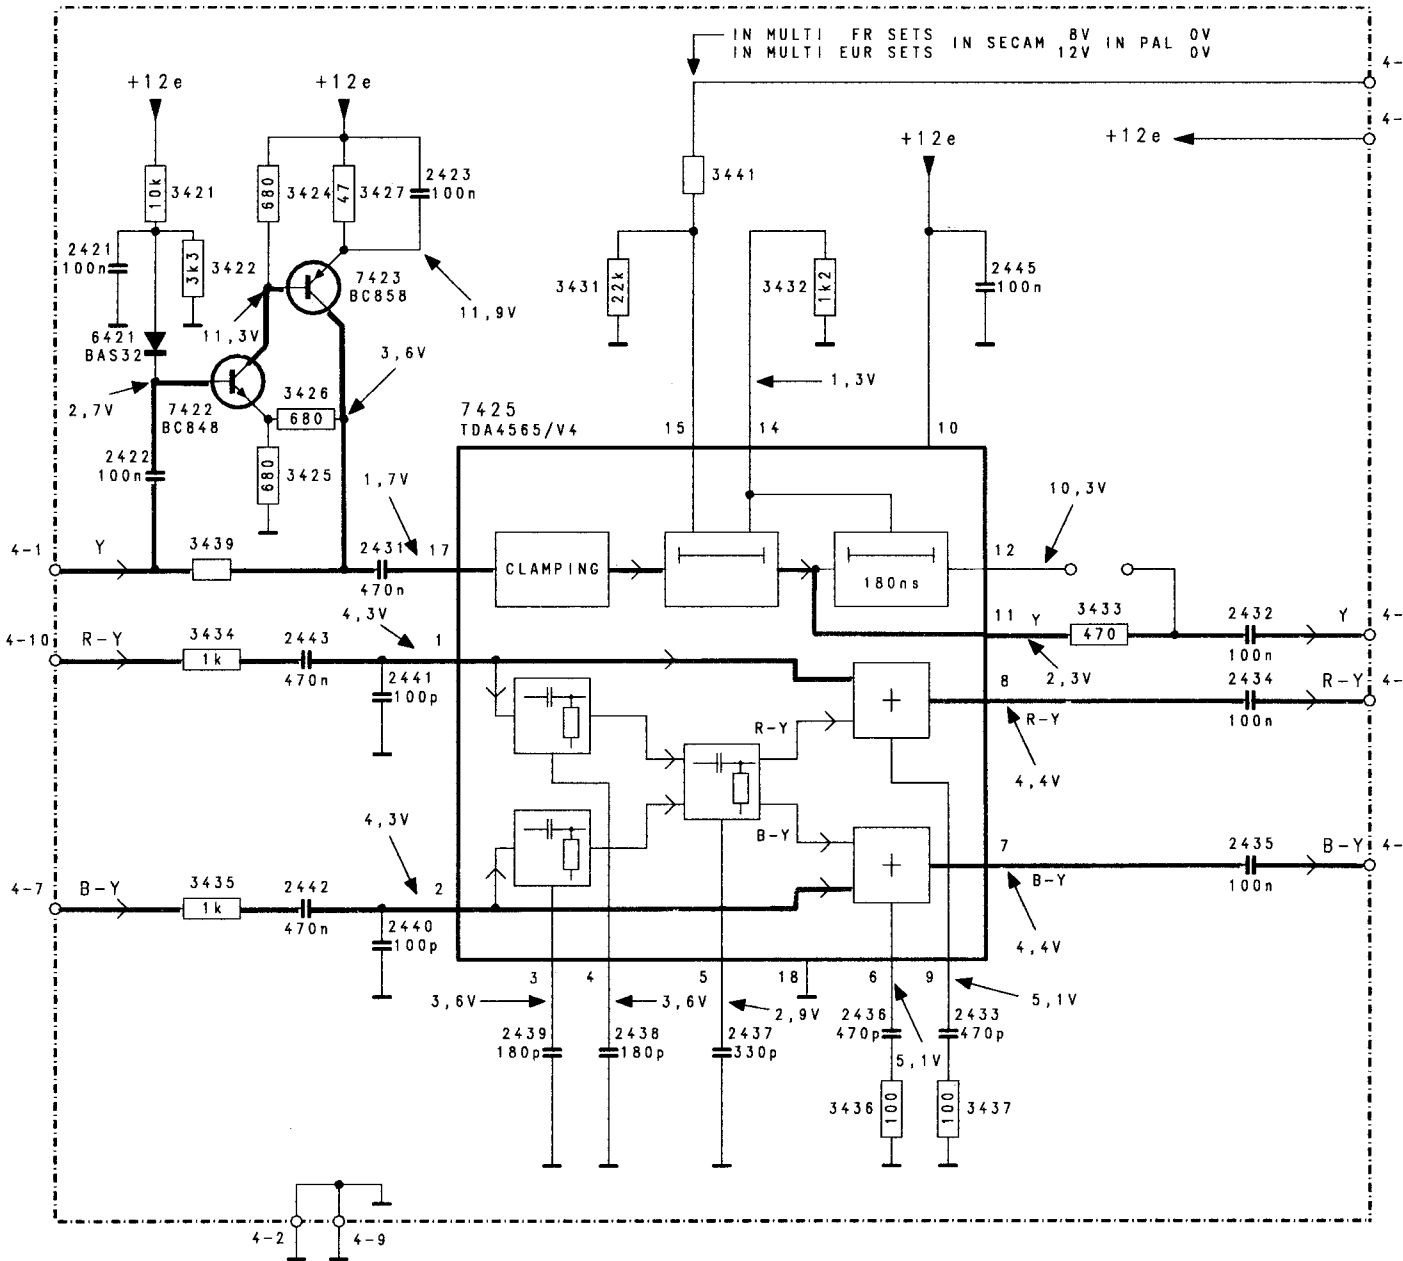 IN MULTI FR SETS IN SECAM 8V IN PAL 0V
IN MULTI EUR SETS 12V 0V
4-
+12e
+12e
4-
+12e
+12e
10k
3421
680
3424
47
3427
2423
100n
3441
2421
100n
3k3
3422
7423
BC858
3431
22k
3432
1k2
2445
100n
11,9V
11,3V
6421
BAS32
3,6V
2,7V
7422
BC848
3426
680
1,3V
7425
TDA4565/V4
15
14
10
2422
100n
680
3425
1,7V
10,3V
4-1
Y
3439
2431
470n
17
CLAMPING
180ns
12
4,3V
11
Y
3433
470
2432
100n
Y
4-
4-10
R-Y
3434
1k
2443
470n
1
2,3V
2441
100p
8
R-Y
2434
100n
R-Y
4-
R-Y
+
4,4V
4,3V
B-Y
+
7
B-Y
2435
100n
B-Y
4-
4-7
B-Y
3435
1k
2442
470n
2
2440
100p
4,4V
3
4
5
18
6
9
3,6V
3,6V
2,9V
5,1V
2439
180p
2438
180p
2437
330p
2436
470p
2433
470p
5,1V
3436
100
100
3437
4-2
4-9